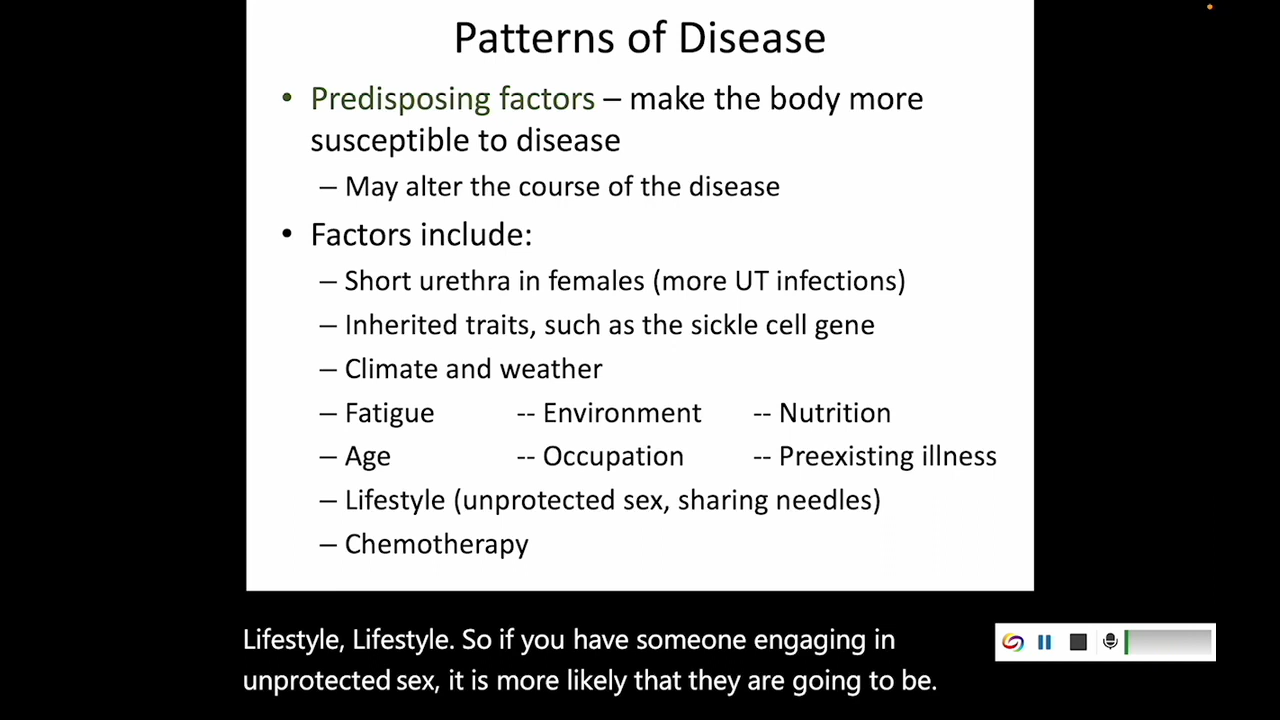 Patterns of Disease
• Predisposing factors – make the body more
susceptible to disease
– May alter the course of the disease
• Factors include:
– Short urethra in females (more UT infections)
– Inherited traits, such as the sickle cell gene
– Climate and weather
– Fatigue -- Environment -- Nutrition
– Age -- Occupation -- Preexisting illness
– Lifestyle (unprotected sex, sharing needles)
– Chemotherapy
Lifestyle, Lifestyle. So if you have someone engaging in
unprotected sex, it is more likely that they are going to be.